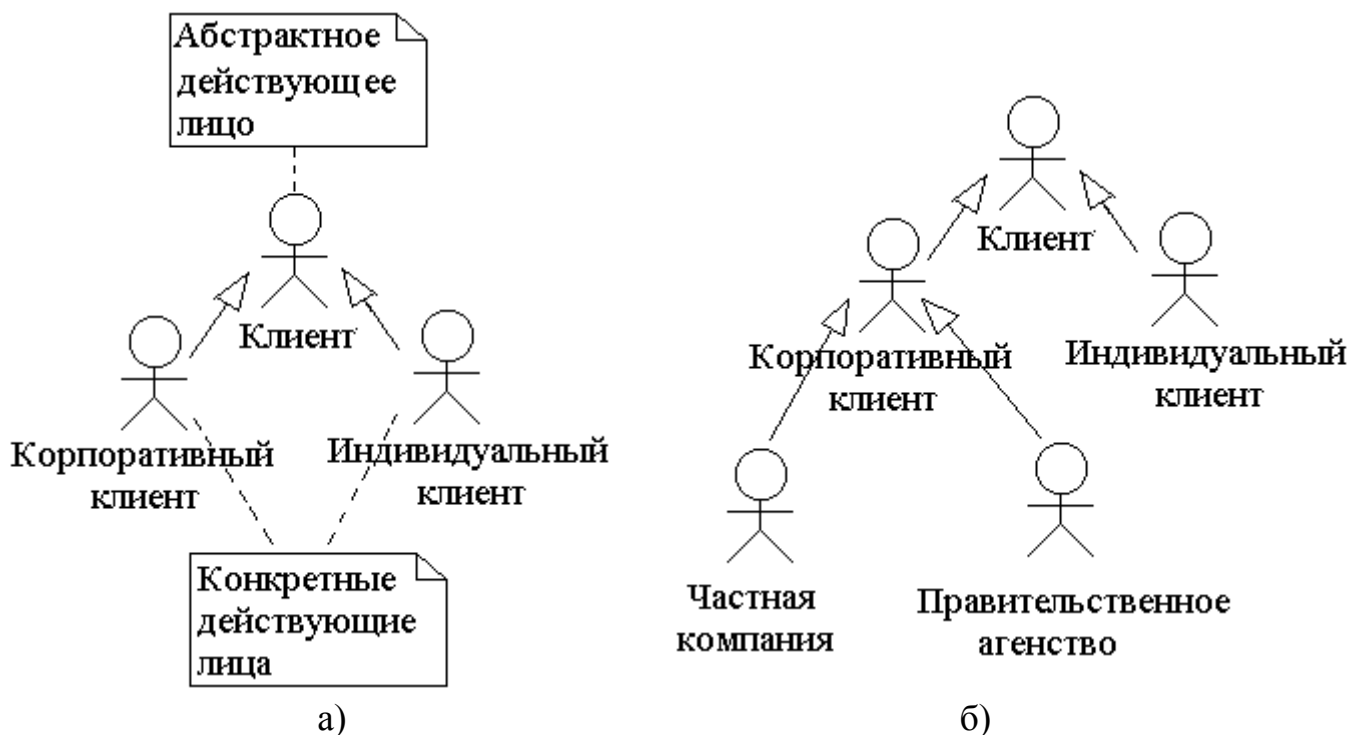 Абстрактное
действующее
лицо
Клиент
Корпоративный
клиент
Индивидуальный
клиент
Конкретные
действующие
лица
а)
Клиент
Корпоративный
клиент
Индивидуальный
клиент
Частная
компания
Правительственное
агенство
б)